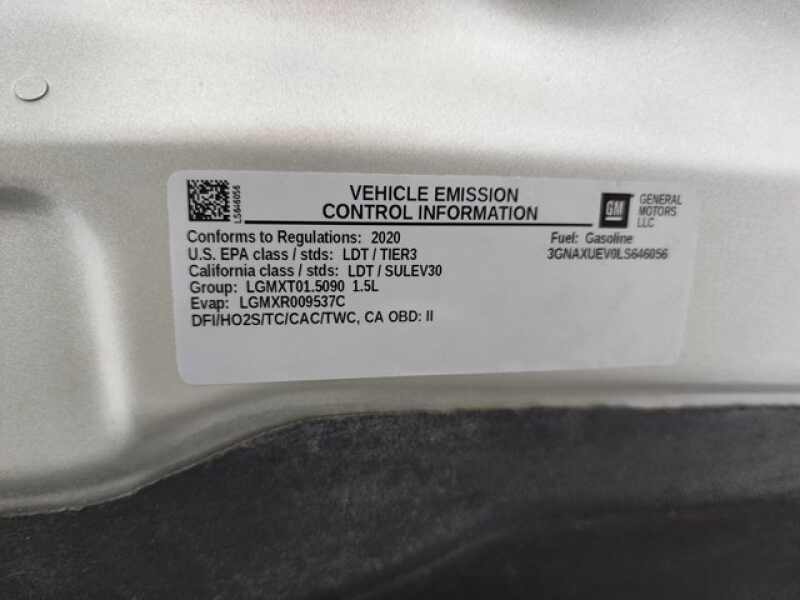 LS646056
VEHICLE EMISSION
CONTROL INFORMATION
GM
GENERAL
MOTORS
LLC
Conforms to Regulations: 2020
Fuel: Gasoline
U.S. EPA class / stds: LDT / TIER3
3GNAXUEV0LS646056
California class / stds: LDT / SULEV30
Group: LGMXT01.5090 1.5L
Evap: LGMXR009537C
DFI/HO2S/TC/CAC/TWC, CA OBD: II